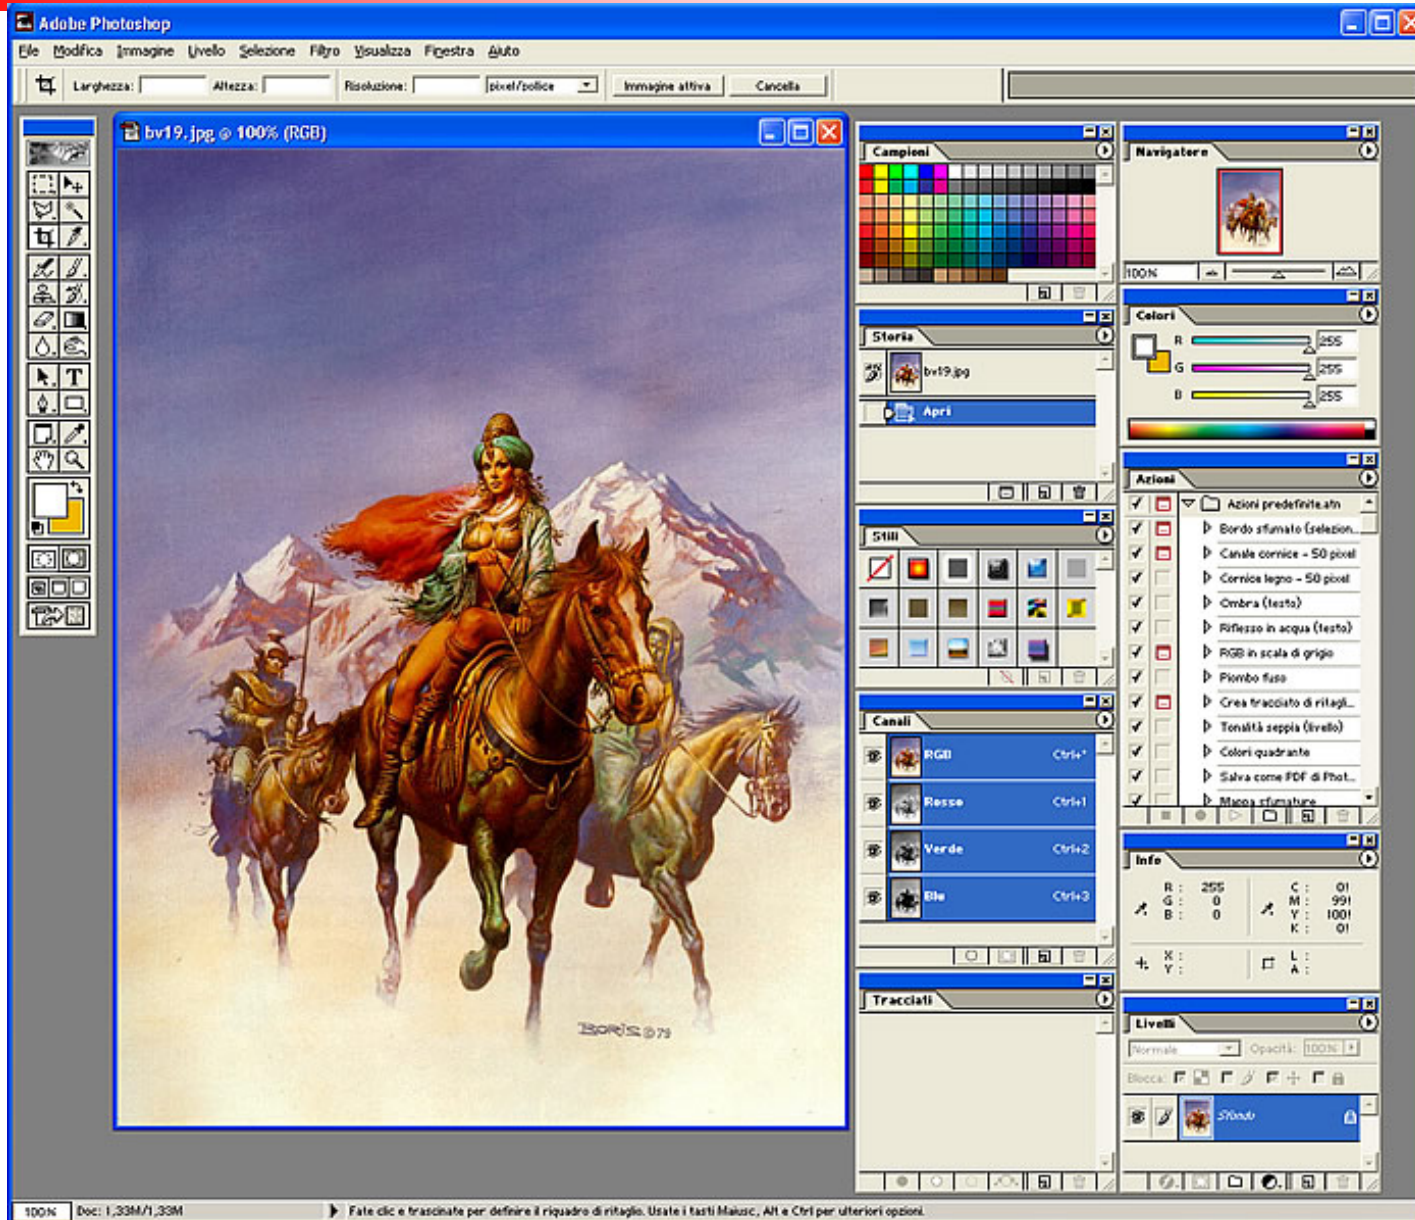 Adobe Photoshop
File Modifica Immagine Livello Selezione Filtro Visualizza Finestra Aiuto
Larghezza: Altezza: Risoluzione: pixel/pollice Immagine attiva Cancella
bv19.jpg @ 100% (RGB)
BORIS © 79
Campioni
Storia
bv19.jpg
Apri
Stili
Canali
RGB Ctrl+*
Rosso Ctrl+1
Verde Ctrl+2
Blu Ctrl+3
Tracciati
Navigatore
100%
Colori
R 255
G 255
B 255
Azioni
Azioni predefinite.atn
Bordo sfumato (selezion...
Canale cornice - 50 pixel
Cornice legno - 50 pixel
Ombra (testo)
Riflesso in acqua (testo)
RGB in scala di grigio
Piombo fuso
Crea tracciato di ritagli...
Tonalità seppia (livello)
Colori quadrante
Salva come PDF di Phot...
Mappa sfumature
Info
R : 255 C : 0!
G : 0 M : 99!
B : 0 Y : 100!
K : 0!
X : L :
Y : A :
Livelli
Normale Opacità: 100%
Blocca:
Sfondo
100% Doc: 1,33M/1,33M Fate clic e trascinate per definire il riquadro di ritaglio. Usate i tasti Maiusc, Alt e Ctrl per ulteriori opzioni.